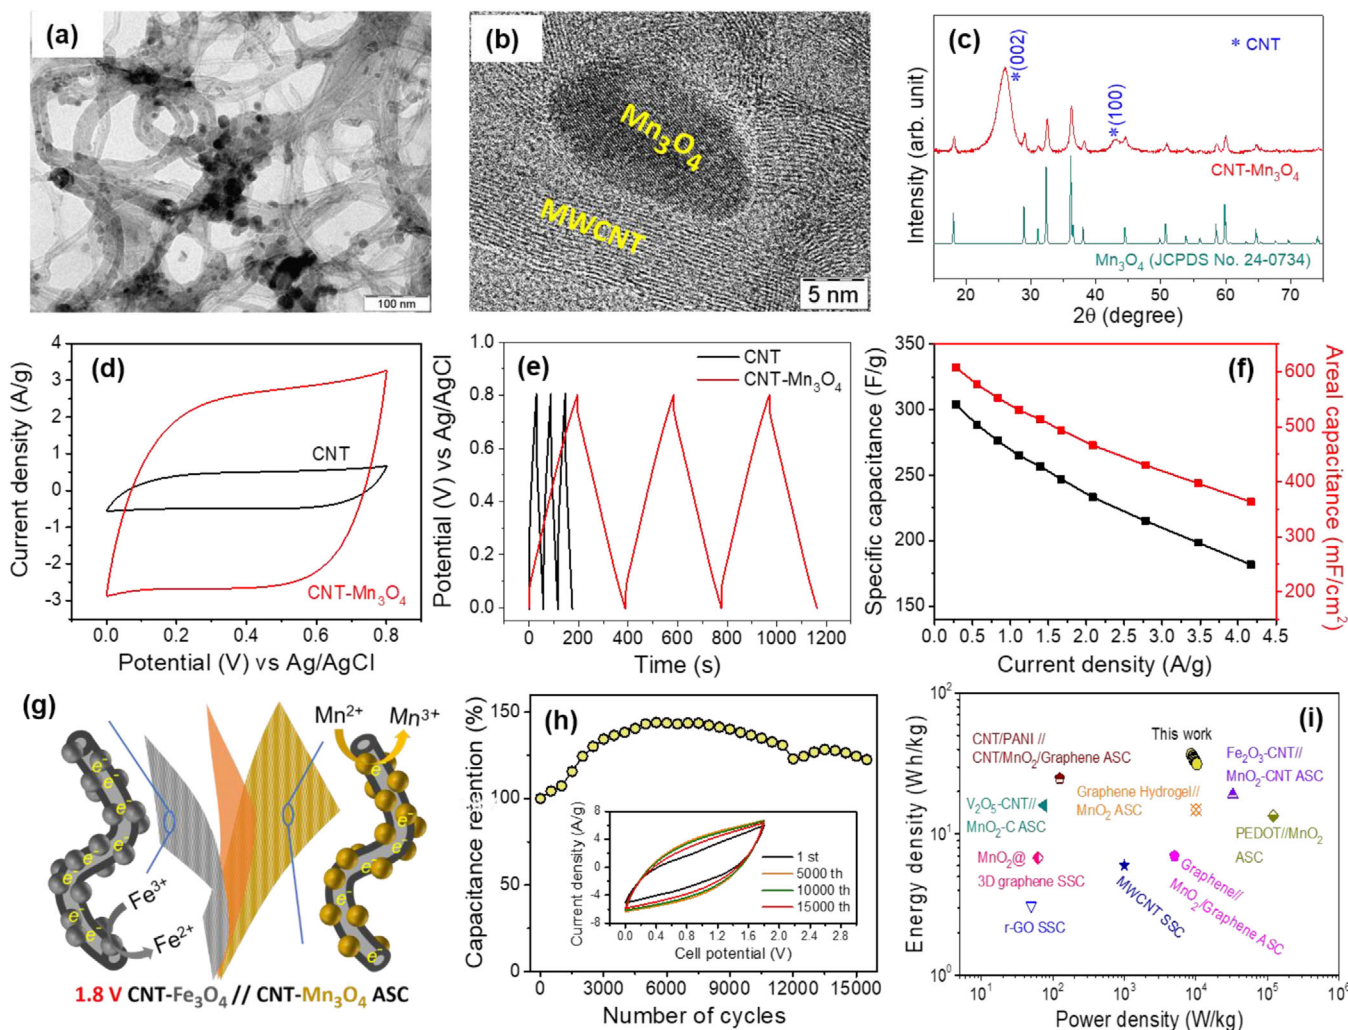 (a)
100 nm
(b)
Mn₃O₄
MWCNT
5 nm
(c)
* CNT
*(002)
*(100)
CNT-Mn₃O₄
Mn₃O₄ (JCPDS No. 24-0734)
Intensity (arb. unit)
20 30 40 50 60 70
2θ (degree)
(d)
4
3
2
1
0
-1
-2
-3
Current density (A/g)
CNT
CNT-Mn₃O₄
0.0 0.2 0.4 0.6 0.8
Potential (V) vs Ag/AgCl
(e)
CNT
CNT-Mn₃O₄
1.0
0.8
0.6
0.4
0.2
0.0
Potential (V) vs Ag/AgCl
0 200 400 600 800 1000 1200
Time (s)
(f)
350
300
250
200
150
Specific capacitance (F/g)
600
500
400
300
200
Areal capacitance (mF/cm²)
0.0 0.5 1.0 1.5 2.0 2.5 3.0 3.5 4.0 4.5
Current density (A/g)
(g)
Mn²⁺
Mn³⁺
e⁻
e⁻
e⁻
e⁻
e⁻
e⁻
e⁻
e⁻
e⁻
e⁻
e⁻
Fe³⁺
Fe²⁺
1.8 V CNT-Fe₃O₄ // CNT-Mn₃O₄ ASC
(h)
150
125
100
75
50
25
0
Capacitance retention (%)
8
4
0
-4
-8
Current density (A/g)
1 st
5000 th
10000 th
15000 th
0.0 0.6 1.2 1.8 2.4 3.0
Cell potential (V)
0 3000 6000 9000 12000 15000
Number of cycles
(i)
10²
10¹
10⁰
Energy density (Wh/kg)
This work
CNT/PANI //
CNT/MnO₂/Graphene ASC
Fe₂O₃-CNT//
MnO₂-CNT ASC
V₂O₅-CNT//
MnO₂-C ASC
Graphene Hydrogel//
MnO₂ ASC
PEDOT//MnO₂
ASC
MnO₂@
3D graphene SSC
r-GO SSC
MWCNT SSC
Graphene//
MnO₂/Graphene ASC
10¹ 10² 10³ 10⁴ 10⁵ 10⁶
Power density (W/kg)